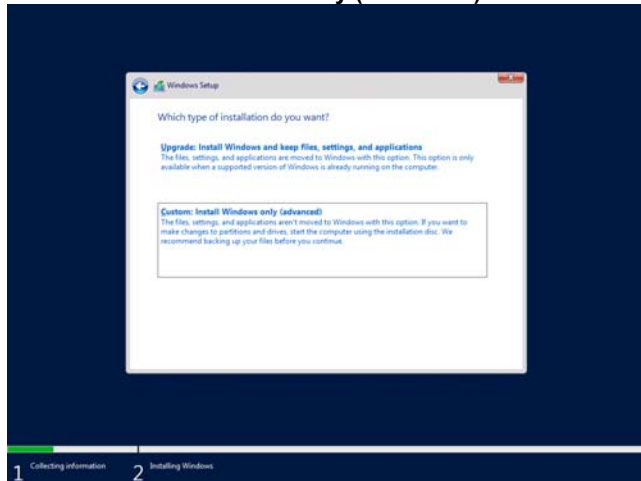 Windows Setup
Which type of installation do you want?
Upgrade: Install Windows and keep files, settings, and applications
The files, settings, and applications are moved to Windows with this option. This option is only
available when a supported version of Windows is already running on the computer.
Custom: Install Windows only (advanced)
The files, settings, and applications aren't moved to Windows with this option. If you want to
make changes to partitions and drives, start the computer using the installation disc. We
recommend backing up your files before you continue.
1 Collecting information
2 Installing Windows